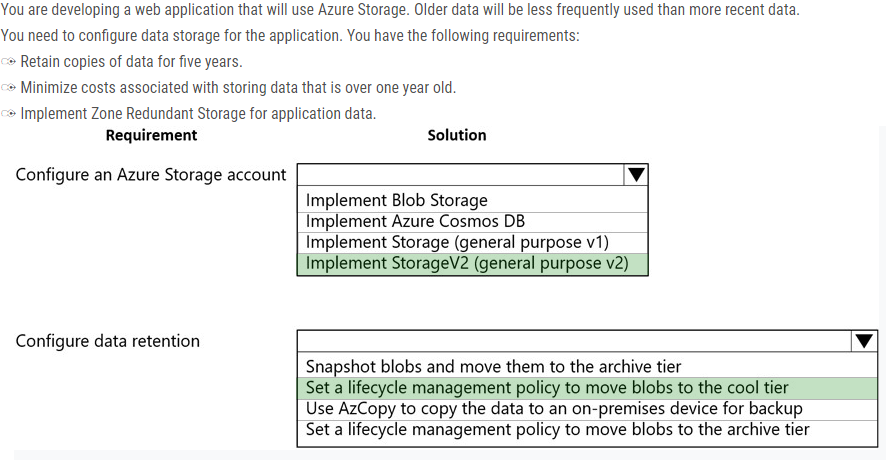 You are developing a web application that will use Azure Storage. Older data will be less frequently used than more recent data.
You need to configure data storage for the application. You have the following requirements:
Retain copies of data for five years.
Minimize costs associated with storing data that is over one year old.
Implement Zone Redundant Storage for application data.
Requirement Solution
Configure an Azure Storage account
Implement Blob Storage
Implement Azure Cosmos DB
Implement Storage (general purpose v1)
Implement StorageV2 (general purpose v2)
Configure data retention
Snapshot blobs and move them to the archive tier
Set a lifecycle management policy to move blobs to the cool tier
Use AzCopy to copy the data to an on-premises device for backup
Set a lifecycle management policy to move blobs to the archive tier